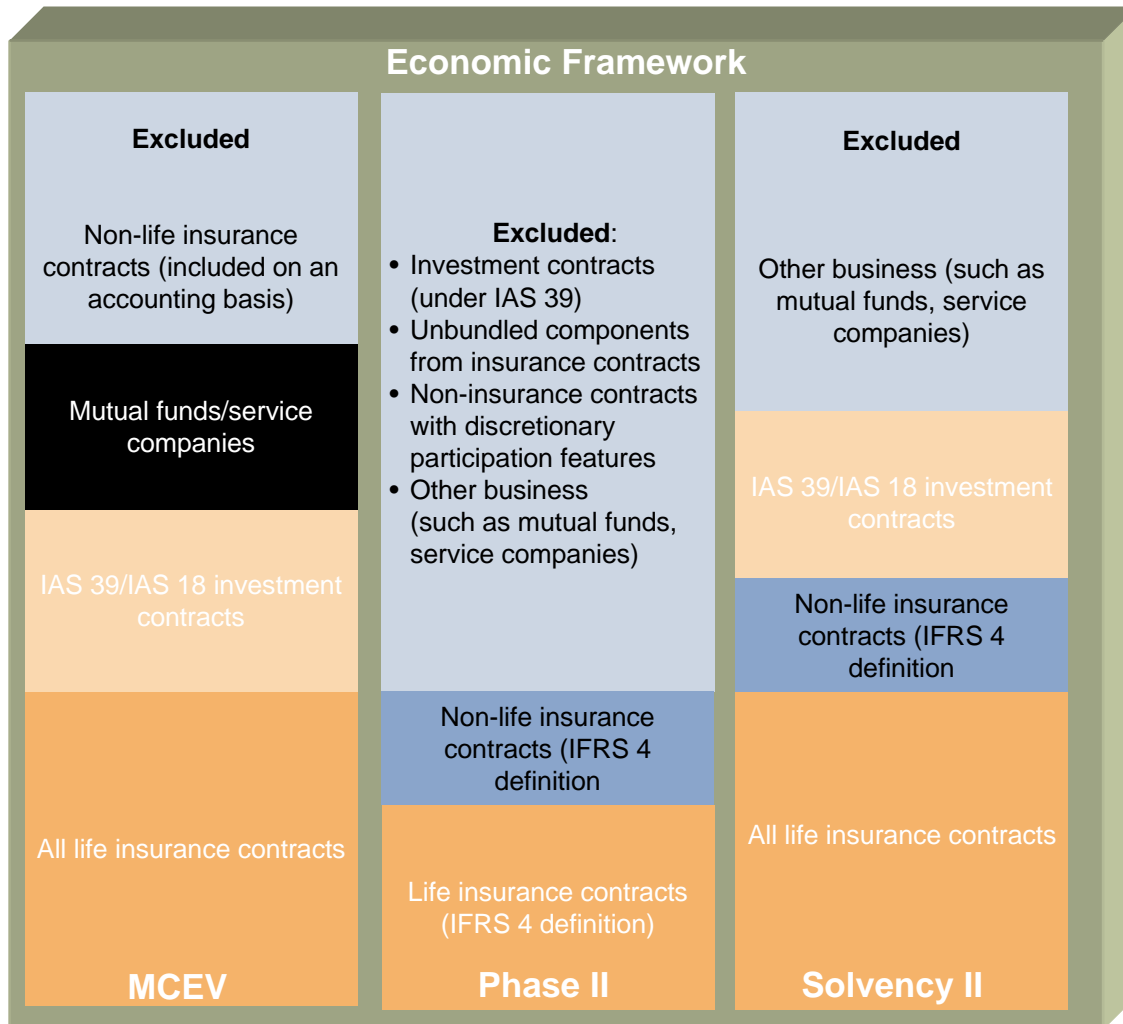 Economic Framework
Excluded
Non-life insurance
contracts (included on an
accounting basis)
Mutual funds/service
companies
IAS 39/IAS 18 investment
contracts
All life insurance contracts
MCEV
Excluded:
• Investment contracts
(under IAS 39)
• Unbundled components
from insurance contracts
• Non-insurance contracts
with discretionary
participation features
• Other business
(such as mutual funds,
service companies)
Non-life insurance
contracts (IFRS 4
definition
Life insurance contracts
(IFRS 4 definition)
Phase II
Excluded
Other business (such as
mutual funds, service
companies)
IAS 39/IAS 18 investment
contracts
Non-life insurance
contracts (IFRS 4
definition
All life insurance contracts
Solvency II